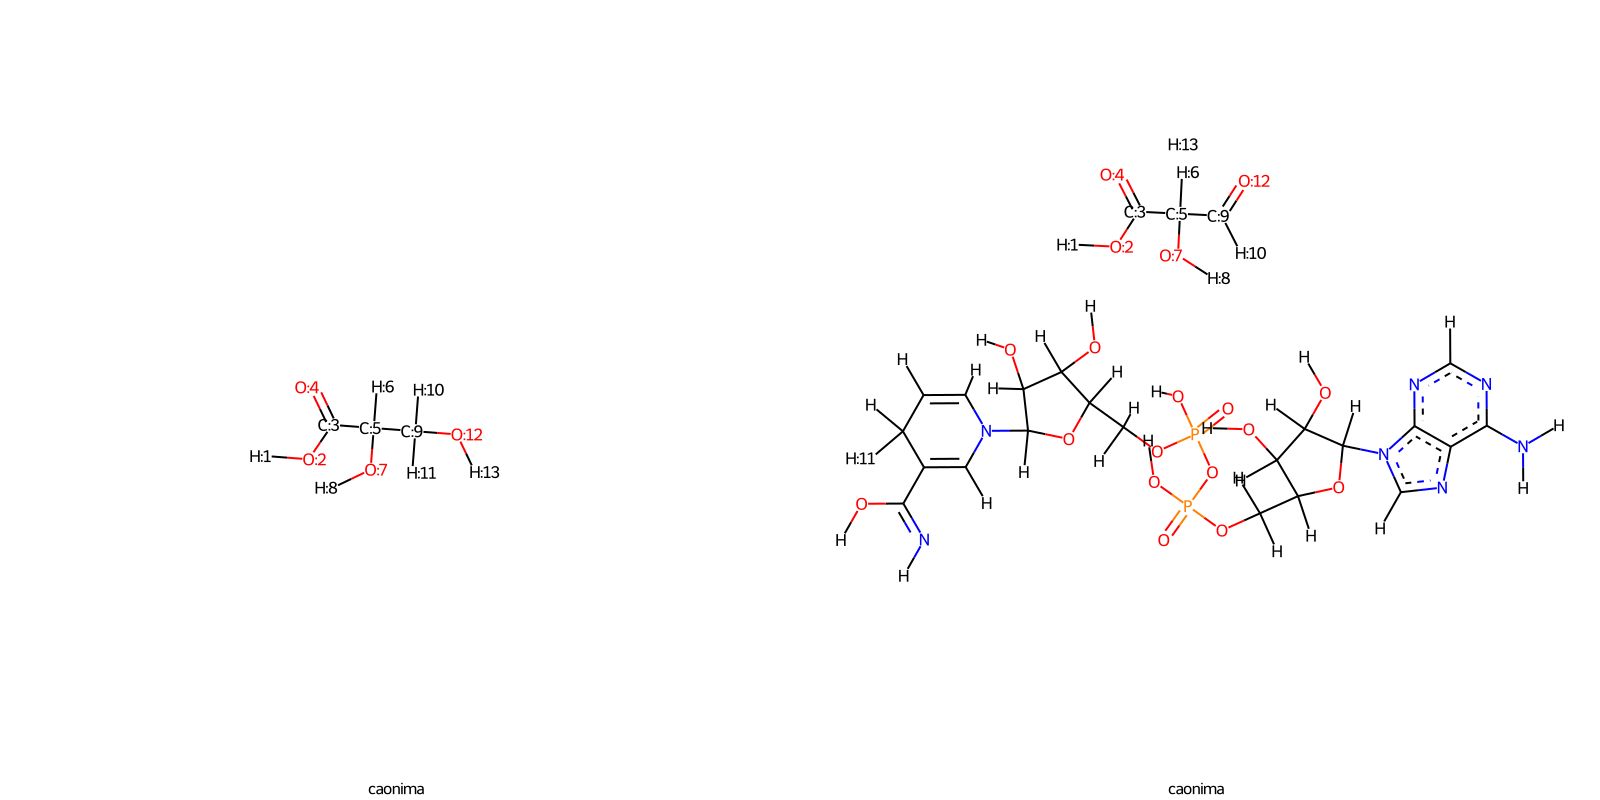 H:13
O:4 H:6 O:12
C:3 C:5 C:9
H:1 O:2 O:7 H:10
H:8
H H
H O H O H
H H H O H
O:4 H:6 H:10
C:3 C:5 C:9 O:12
H:1 O:2 O:7 H:11 H:13
H:8
H H H H O O H H N N
H N O O P H O N N H
H:11 H H H O O H O N H
O H O P O H N H
H N O O H H H
H
caonima caonima